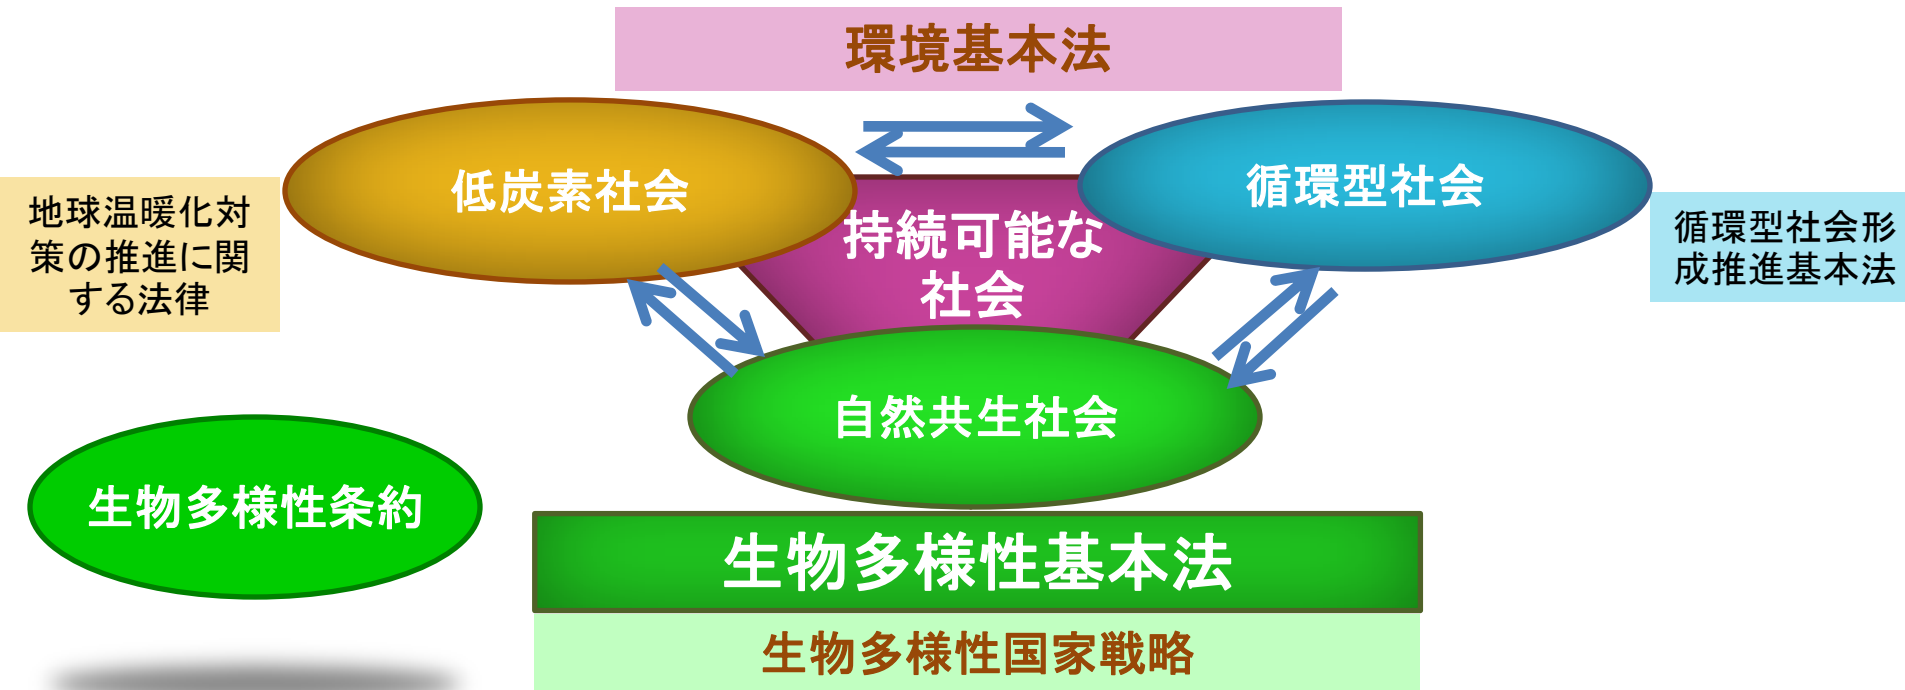 環境基本法
低炭素社会
循環型社会
持続可能な
社会
地球温暖化対
策の推進に関
する法律
循環型社会形
成推進基本法
自然共生社会
生物多様性条約
生物多様性基本法
生物多様性国家戦略